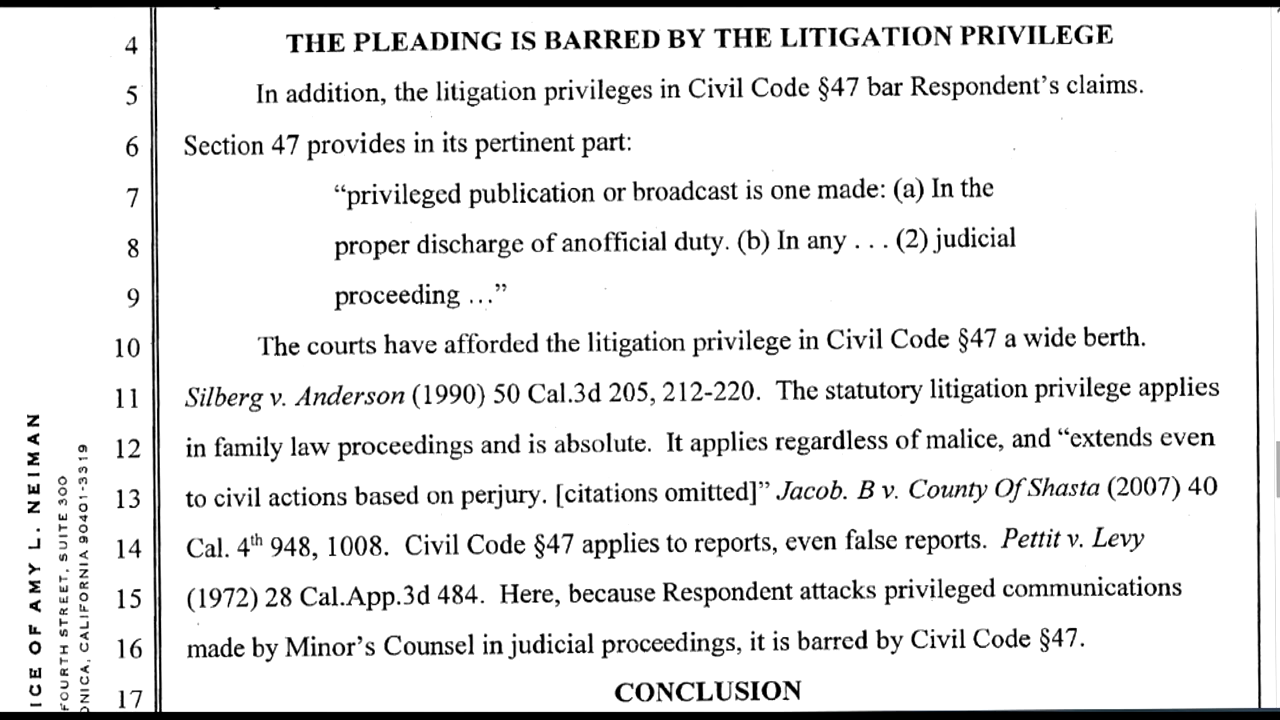 4 THE PLEADING IS BARRED BY THE LITIGATION PRIVILEGE
5 In addition, the litigation privileges in Civil Code §47 bar Respondent's claims.
6 Section 47 provides in its pertinent part:
7 “privileged publication or broadcast is one made: (a) In the
8 proper discharge of anofficial duty. (b) In any . . . (2) judicial
9 proceeding ...”
10 The courts have afforded the litigation privilege in Civil Code §47 a wide berth.
11 Silberg v. Anderson (1990) 50 Cal.3d 205, 212-220. The statutory litigation privilege applies
12 in family law proceedings and is absolute. It applies regardless of malice, and “extends even
13 to civil actions based on perjury. [citations omitted]” Jacob. B v. County Of Shasta (2007) 40
14 Cal. 4th 948, 1008. Civil Code §47 applies to reports, even false reports. Pettit v. Levy
15 (1972) 28 Cal.App.3d 484. Here, because Respondent attacks privileged communications
16 made by Minor's Counsel in judicial proceedings, it is barred by Civil Code §47.
17 CONCLUSION
ICE OF AMY L. NEIMAN
FOURTH STREET, SUITE 300
ONICA, CALIFORNIA 90401-3319